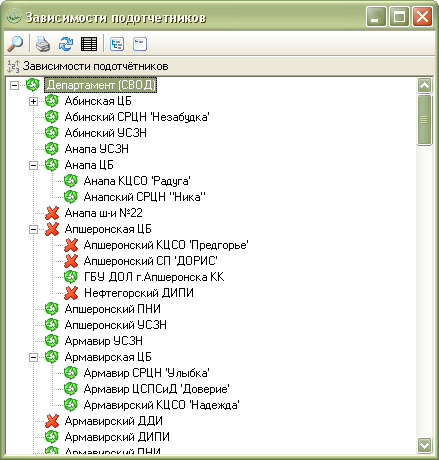 Зависимости подотчетников
Зависимости подотчётников
Департамент (СВОД)
Абинская ЦБ
Абинский СРЦН 'Незабудка'
Абинский УСЗН
Анапа УСЗН
Анапа ЦБ
Анапа КЦСО 'Радуга'
Анапский СРЦН "Ника"
Анапа ш-и №22
Апшеронская ЦБ
Апшеронский КЦСО 'Предгорье'
Апшеронский СП 'ДОРИС'
ГБУ ДОЛ г.Апшеронска КК
Нефтегорский ДИПИ
Апшеронский ПНИ
Апшеронский УСЗН
Армавир УСЗН
Армавирская ЦБ
Армавир СРЦН 'Улыбка'
Армавир ЦСПСиД 'Доверие'
Армавирский КЦСО 'Надежда'
Армавирский ДДИ
Армавирский ДИПИ
Армавирский ПНИ